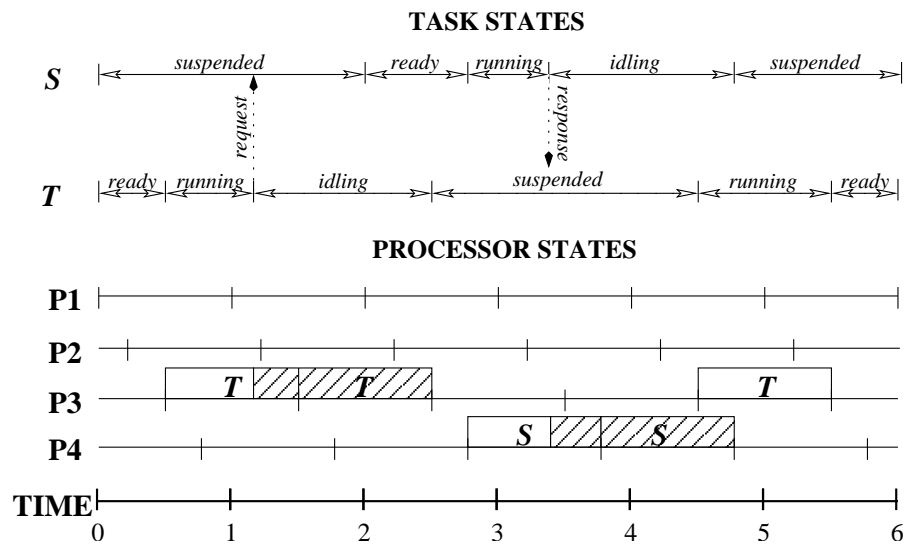 TASK STATES
S suspended ready running idling suspended
request response
T ready running idling suspended running ready
PROCESSOR STATES
P1
P2
P3 T T T
P4 S S
TIME
0 1 2 3 4 5 6